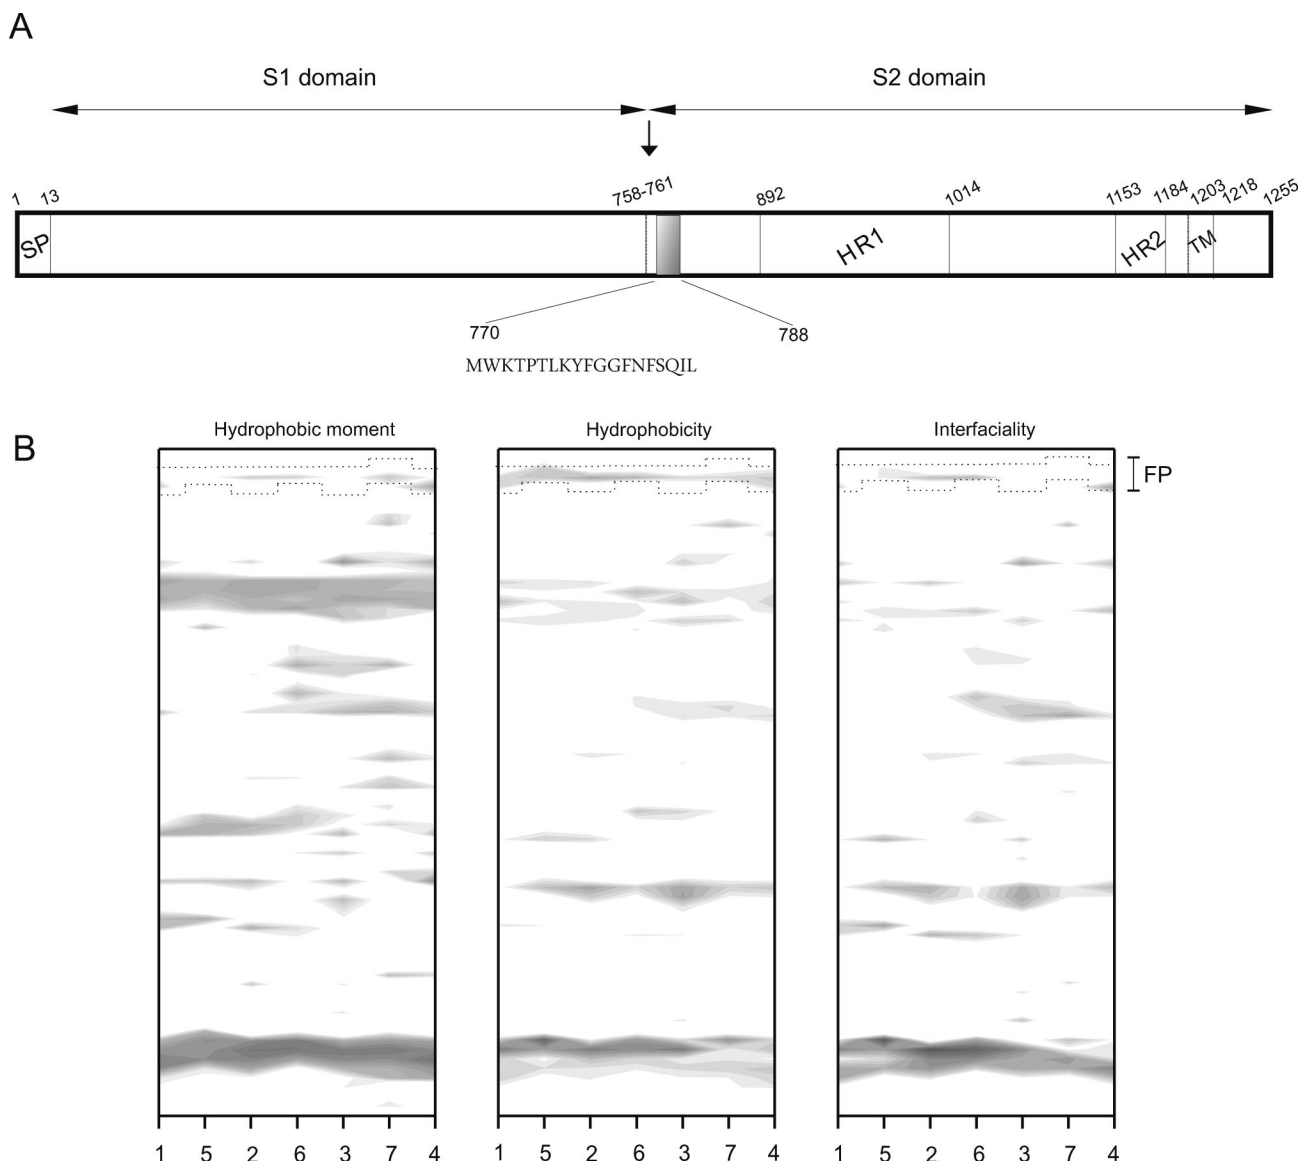 A
S1 domain S2 domain
1 13 758-761 892 1014 1153 1184 1203 1218 1255
SP HR1 HR2 TM
770 788
MWKTPTLKYFGGFNFSQIL
B
Hydrophobic moment Hydrophobicity Interfaciality
FP
1 5 2 6 3 7 4 1 5 2 6 3 7 4 1 5 2 6 3 7 4